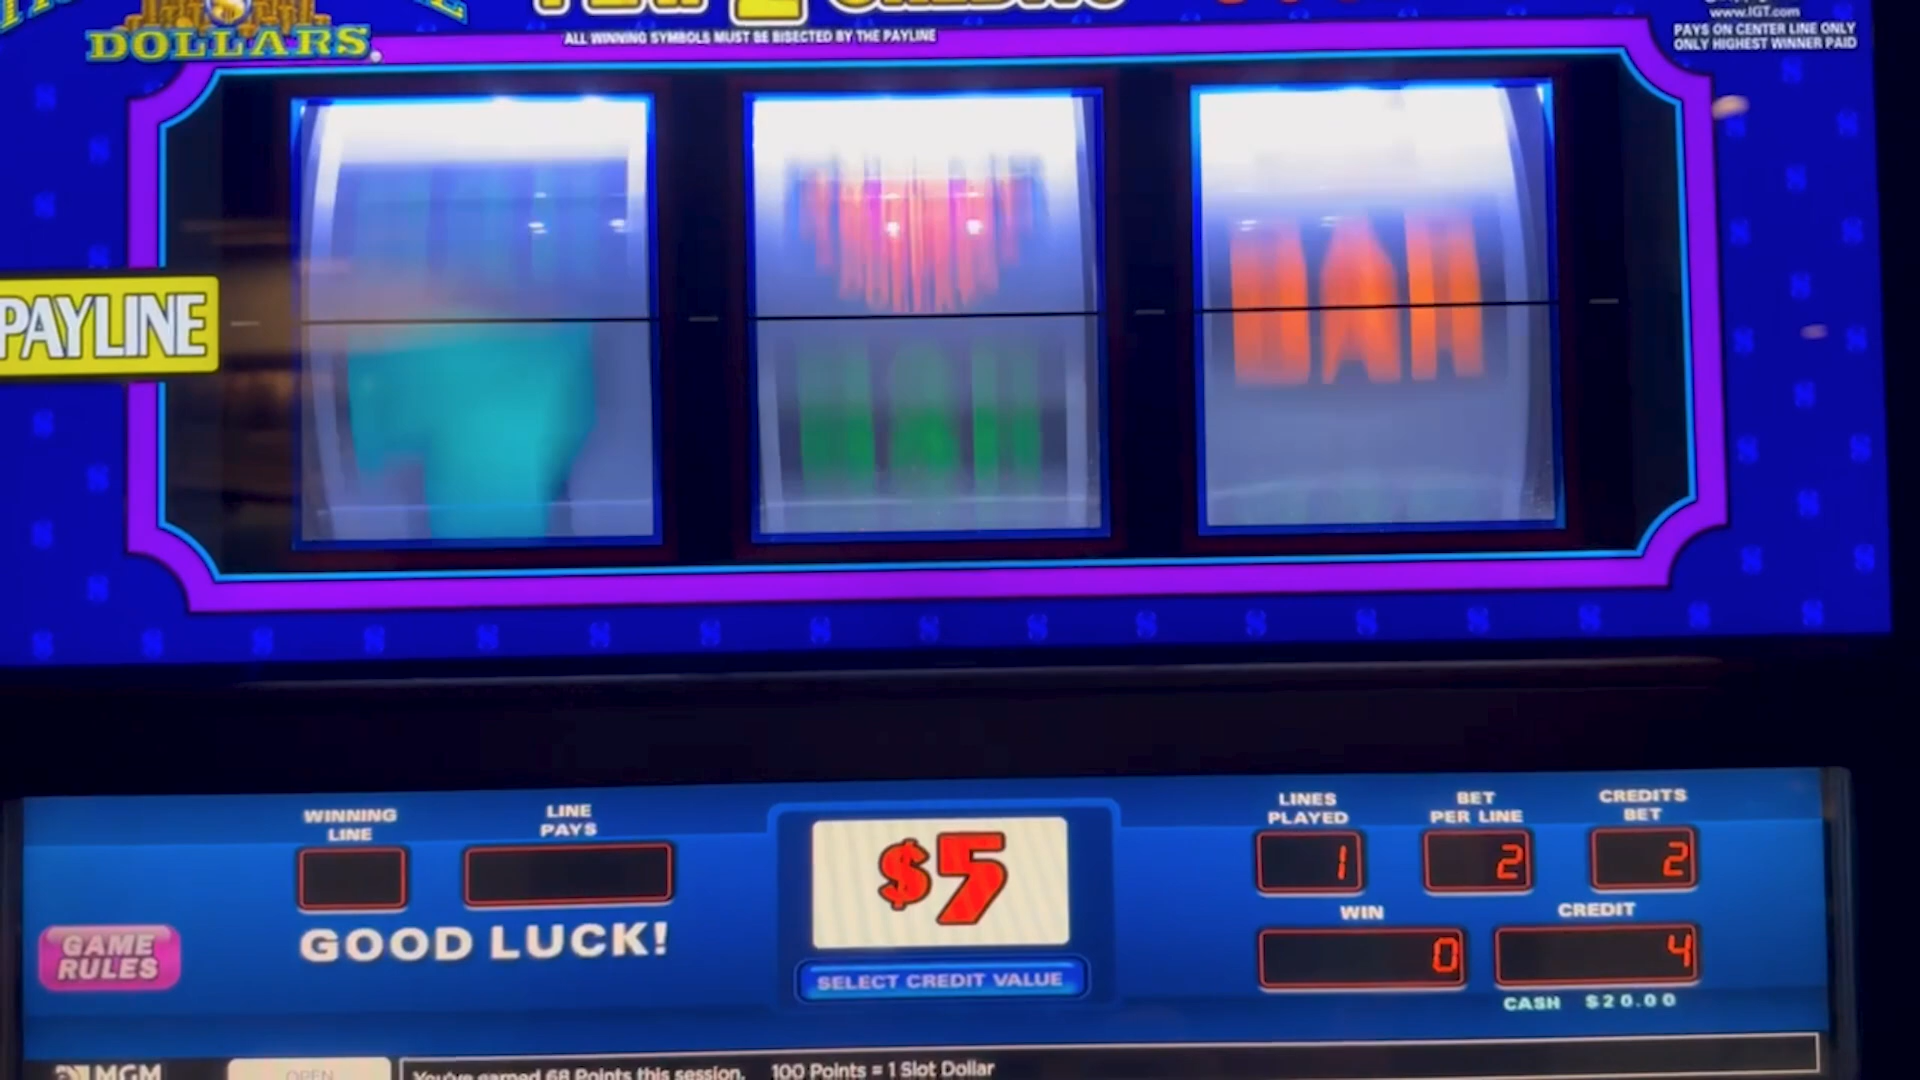 DOLLARS®
CREDITS
ALL WINNING SYMBOLS MUST BE BISECTED BY THE PAYLINE
www.IGT.com
PAYS ON CENTER LINE ONLY
ONLY HIGHEST WINNER PAID
PAYLINE
WINNING
LINE
LINE
PAYS
GOOD LUCK!
GAME
RULES
$5
SELECT CREDIT VALUE
LINES
PLAYED
1
BET
PER LINE
2
CREDITS
BET
2
WIN
0
CREDIT
4
CASH $20.00
MGM
OPEN
You've earned 68 Points this session. 100 Points = 1 Slot Dollar